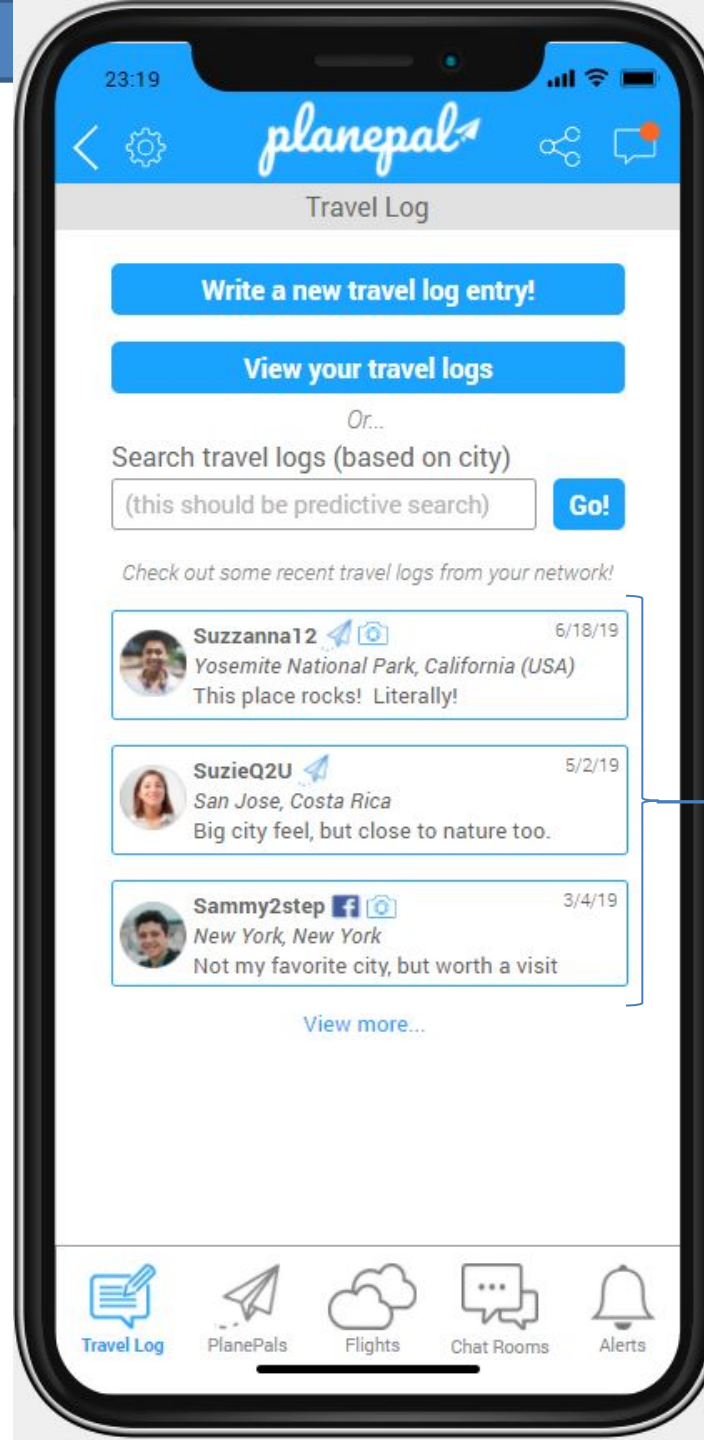 23:19
planepal
Travel Log
Write a new travel log entry!
View your travel logs
Or...
Search travel logs (based on city)
(this should be predictive search) Go!
Check out some recent travel logs from your network!
Suzzanna12 6/18/19
Yosemite National Park, California (USA)
This place rocks! Literally!
SuzieQ2U 5/2/19
San Jose, Costa Rica
Big city feel, but close to nature too.
Sammy2step f 3/4/19
New York, New York
Not my favorite city, but worth a visit
View more...
Travel Log PlanePals Flights Chat Rooms Alerts